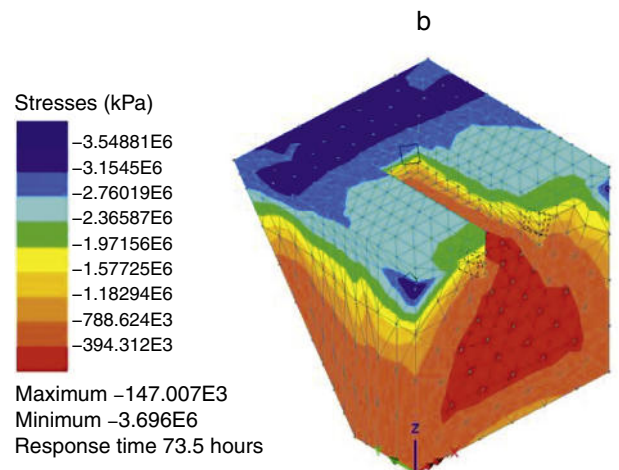 b
Stresses (kPa)
−3.54881E6
−3.1545E6
−2.76019E6
−2.36587E6
−1.97156E6
−1.57725E6
−1.18294E6
−788.624E3
−394.312E3
Maximum −147.007E3
Minimum −3.696E6
Response time 73.5 hours
Z
X